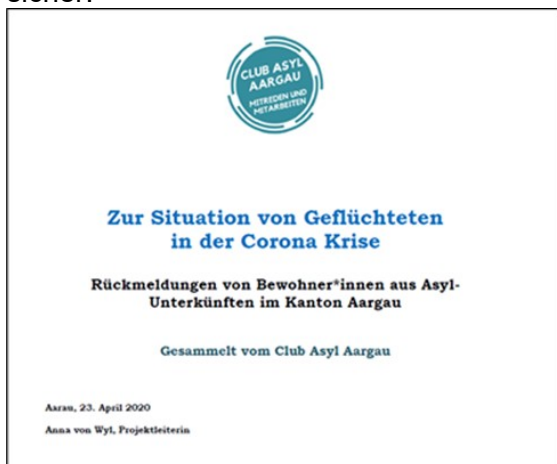 CLUB ASYL
AARGAU
MITREDEN UND
MITARBEITEN
Zur Situation von Geflüchteten
in der Corona Krise
Rückmeldungen von Bewohner*innen aus Asyl-
Unterkünften im Kanton Aargau
Gesammelt vom Club Asyl Aargau
Aarau, 23. April 2020
Anna von Wyl, Projektleiterin